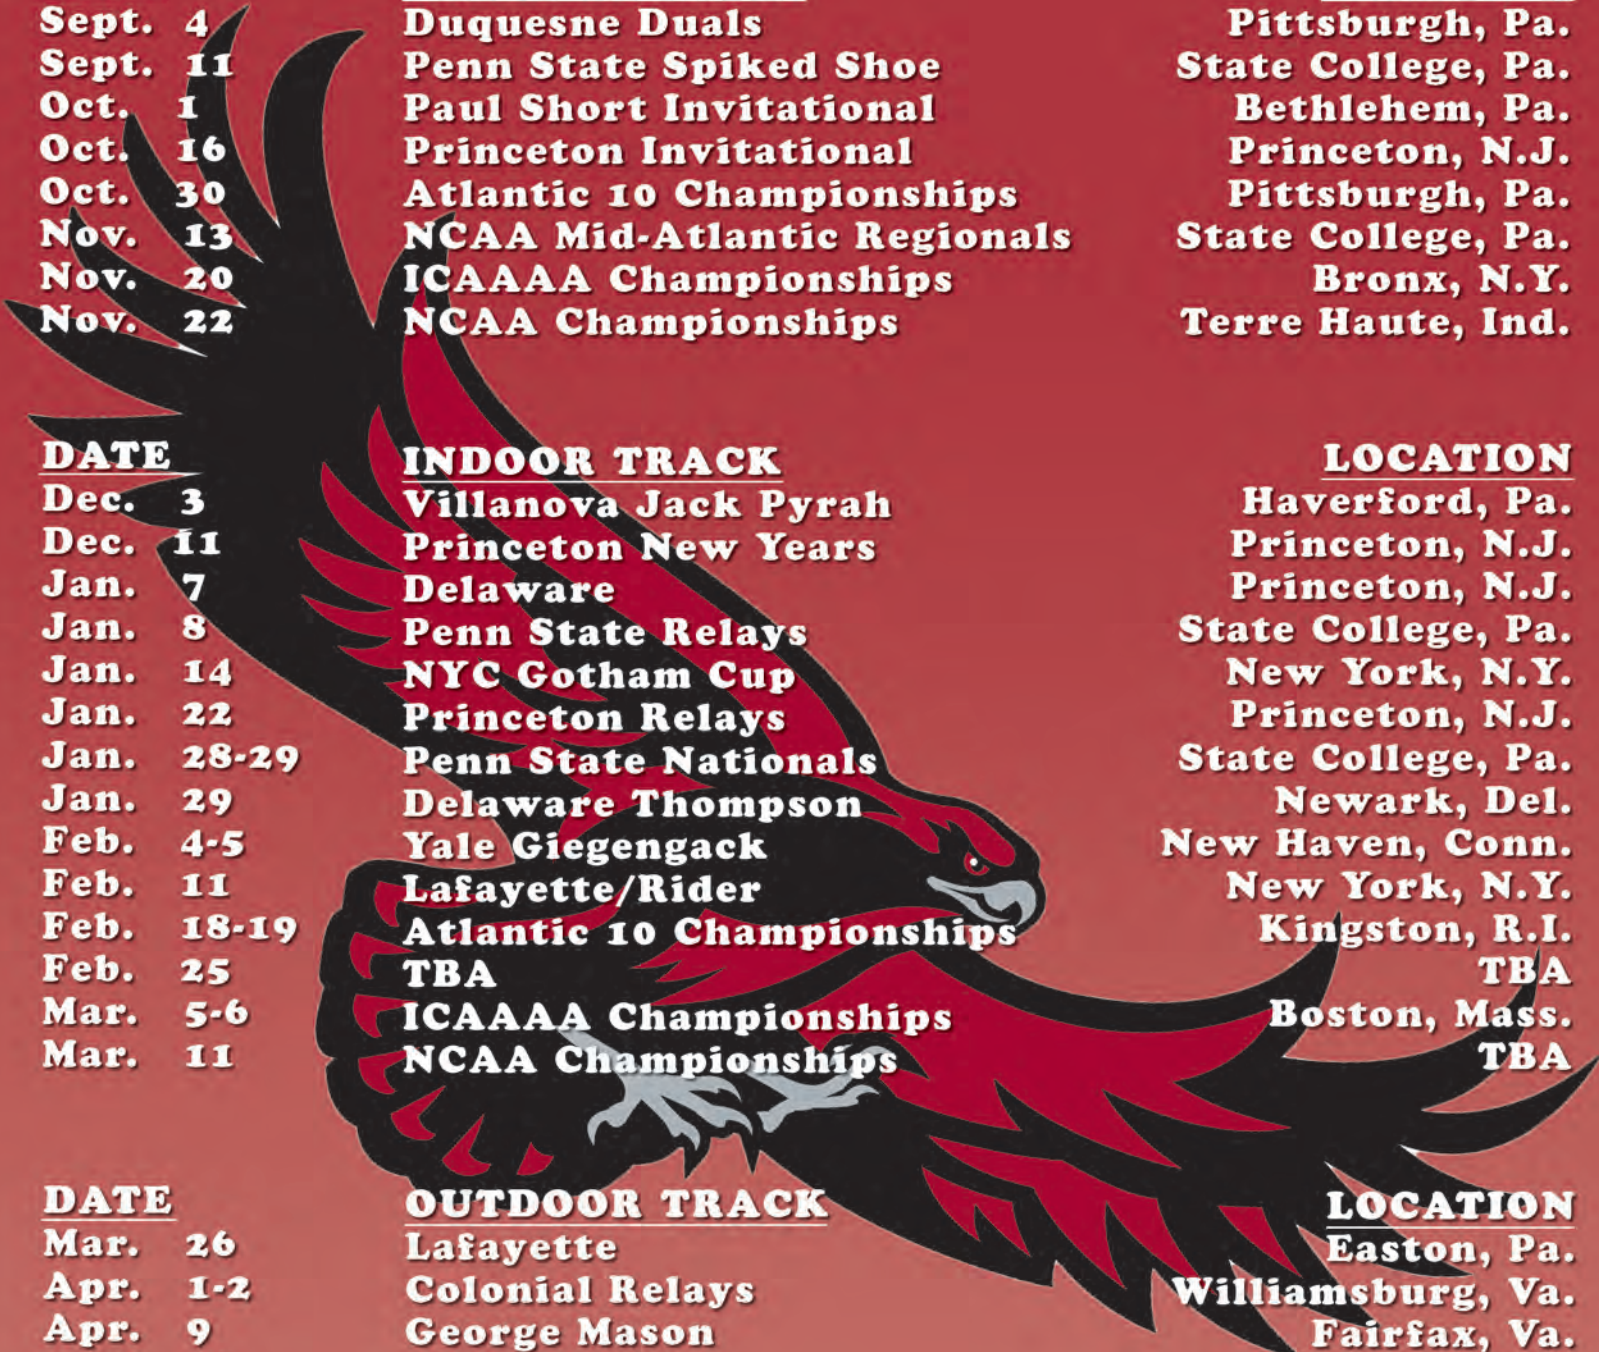 Sept. 4 Duquesne Duals Pittsburgh, Pa.
Sept. 11 Penn State Spiked Shoe State College, Pa.
Oct. 1 Paul Short Invitational Bethlehem, Pa.
Oct. 16 Princeton Invitational Princeton, N.J.
Oct. 30 Atlantic 10 Championships Pittsburgh, Pa.
Nov. 13 NCAA Mid-Atlantic Regionals State College, Pa.
Nov. 20 ICAAAA Championships Bronx, N.Y.
Nov. 22 NCAA Championships Terre Haute, Ind.
DATE INDOOR TRACK LOCATION
Dec. 3 Villanova Jack Pyrah Haverford, Pa.
Dec. 11 Princeton New Years Princeton, N.J.
Jan. 7 Delaware Princeton, N.J.
Jan. 8 Penn State Relays State College, Pa.
Jan. 14 NYC Gotham Cup New York, N.Y.
Jan. 22 Princeton Relays Princeton, N.J.
Jan. 28-29 Penn State Nationals State College, Pa.
Jan. 29 Delaware Thompson Newark, Del.
Feb. 4-5 Yale Giegengack New Haven, Conn.
Feb. 11 Lafayette/Rider New York, N.Y.
Feb. 18-19 Atlantic 10 Championships Kingston, R.I.
Feb. 25 TBA TBA
Mar. 5-6 ICAAAA Championships Boston, Mass.
Mar. 11 NCAA Championships TBA
DATE OUTDOOR TRACK LOCATION
Mar. 26 Lafayette Easton, Pa.
Apr. 1-2 Colonial Relays Williamsburg, Va.
Apr. 9 George Mason Fairfax, Va.